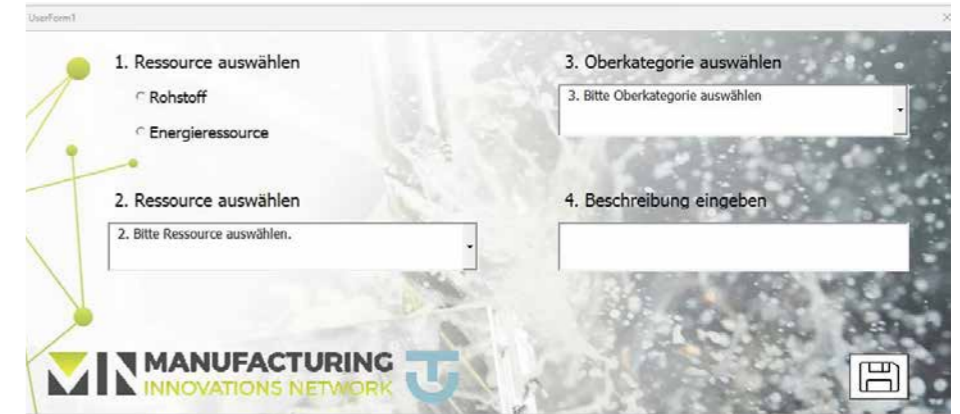 UserForm1
1. Ressource auswählen
Rohstoff
Energieressource
2. Ressource auswählen
2. Bitte Ressource auswählen.
3. Oberkategorie auswählen
3. Bitte Oberkategorie auswählen
4. Beschreibung eingeben
MANUFACTURING
INNOVATIONS NETWORK